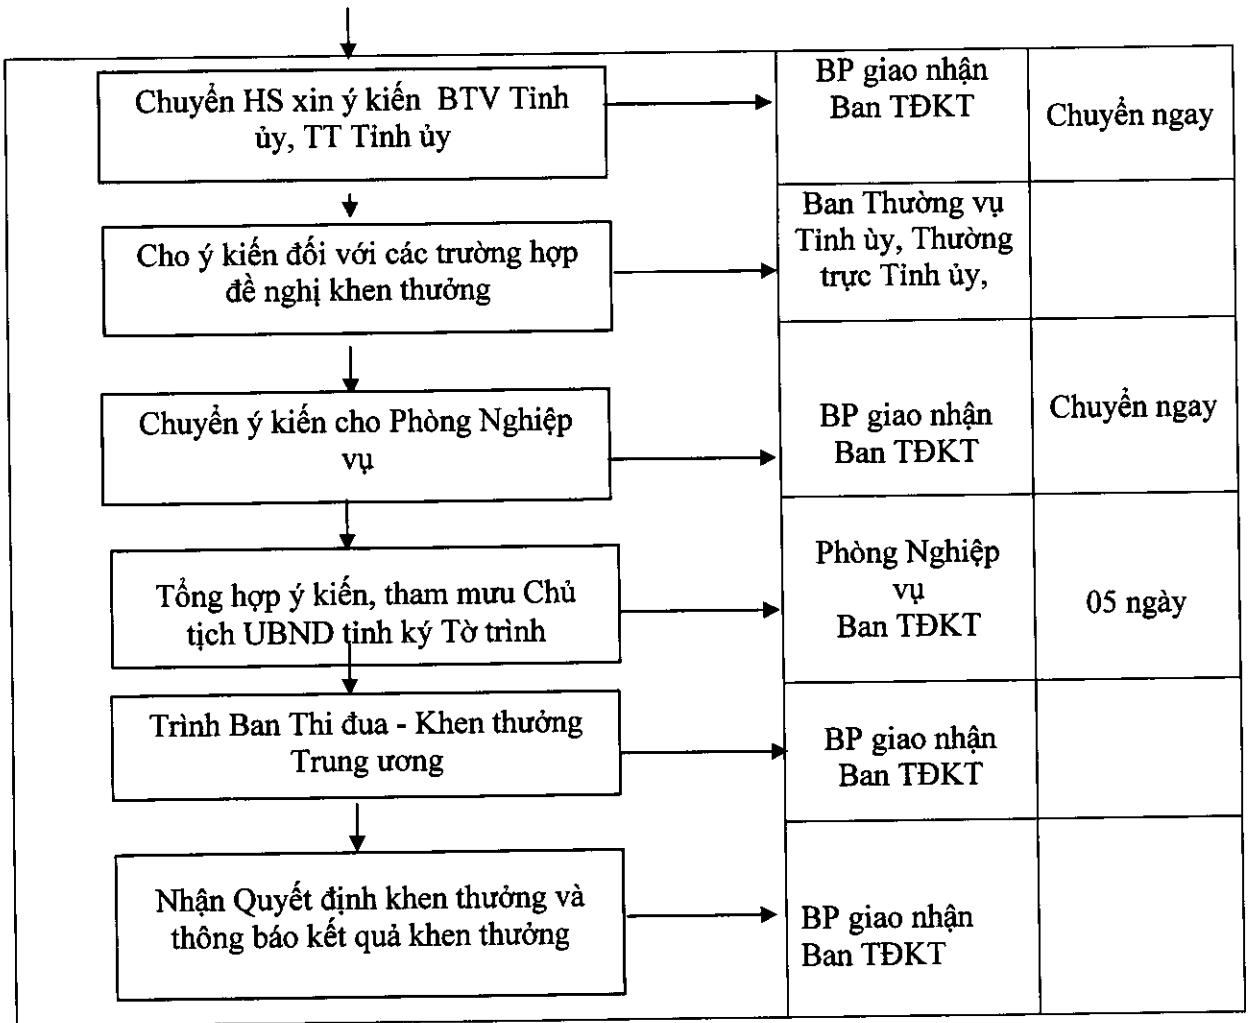 Chuyển HS xin ý kiến BTV Tỉnh
ủy, TT Tỉnh ủy
BP giao nhận
Ban TĐKT
Chuyển ngay
Cho ý kiến đối với các trường hợp
đề nghị khen thưởng
Ban Thường vụ
Tỉnh ủy, Thường
trực Tỉnh ủy,
Chuyển ý kiến cho Phòng Nghiệp
vụ
BP giao nhận
Ban TĐKT
Chuyển ngay
Tổng hợp ý kiến, tham mưu Chủ
tịch UBND tỉnh ký Tờ trình
Phòng Nghiệp
vụ
Ban TĐKT
05 ngày
Trình Ban Thi đua - Khen thưởng
Trung ương
BP giao nhận
Ban TĐKT
Nhận Quyết định khen thưởng và
thông báo kết quả khen thưởng
BP giao nhận
Ban TĐKT